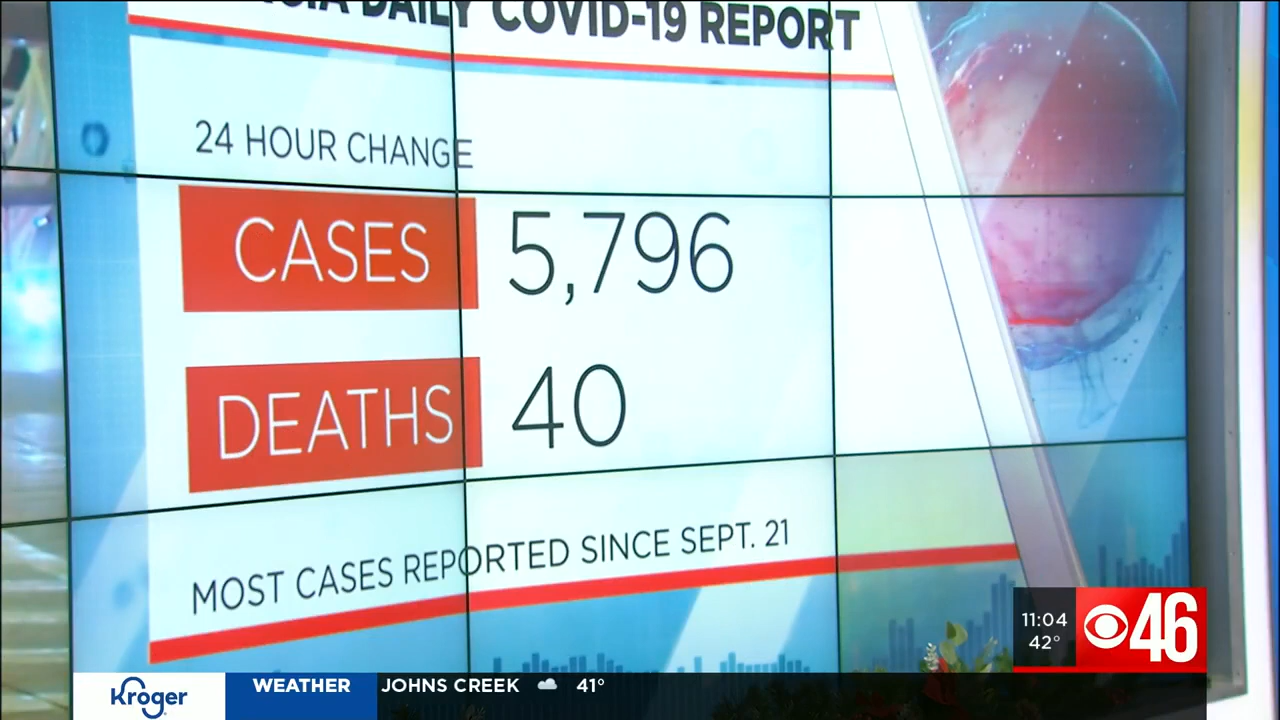 DAILY COVID-19 REPORT
24 HOUR CHANGE
CASES 5,796
DEATHS 40
MOST CASES REPORTED SINCE SEPT. 21
11:04
42°
46
Kroger
WEATHER JOHNS CREEK 41°